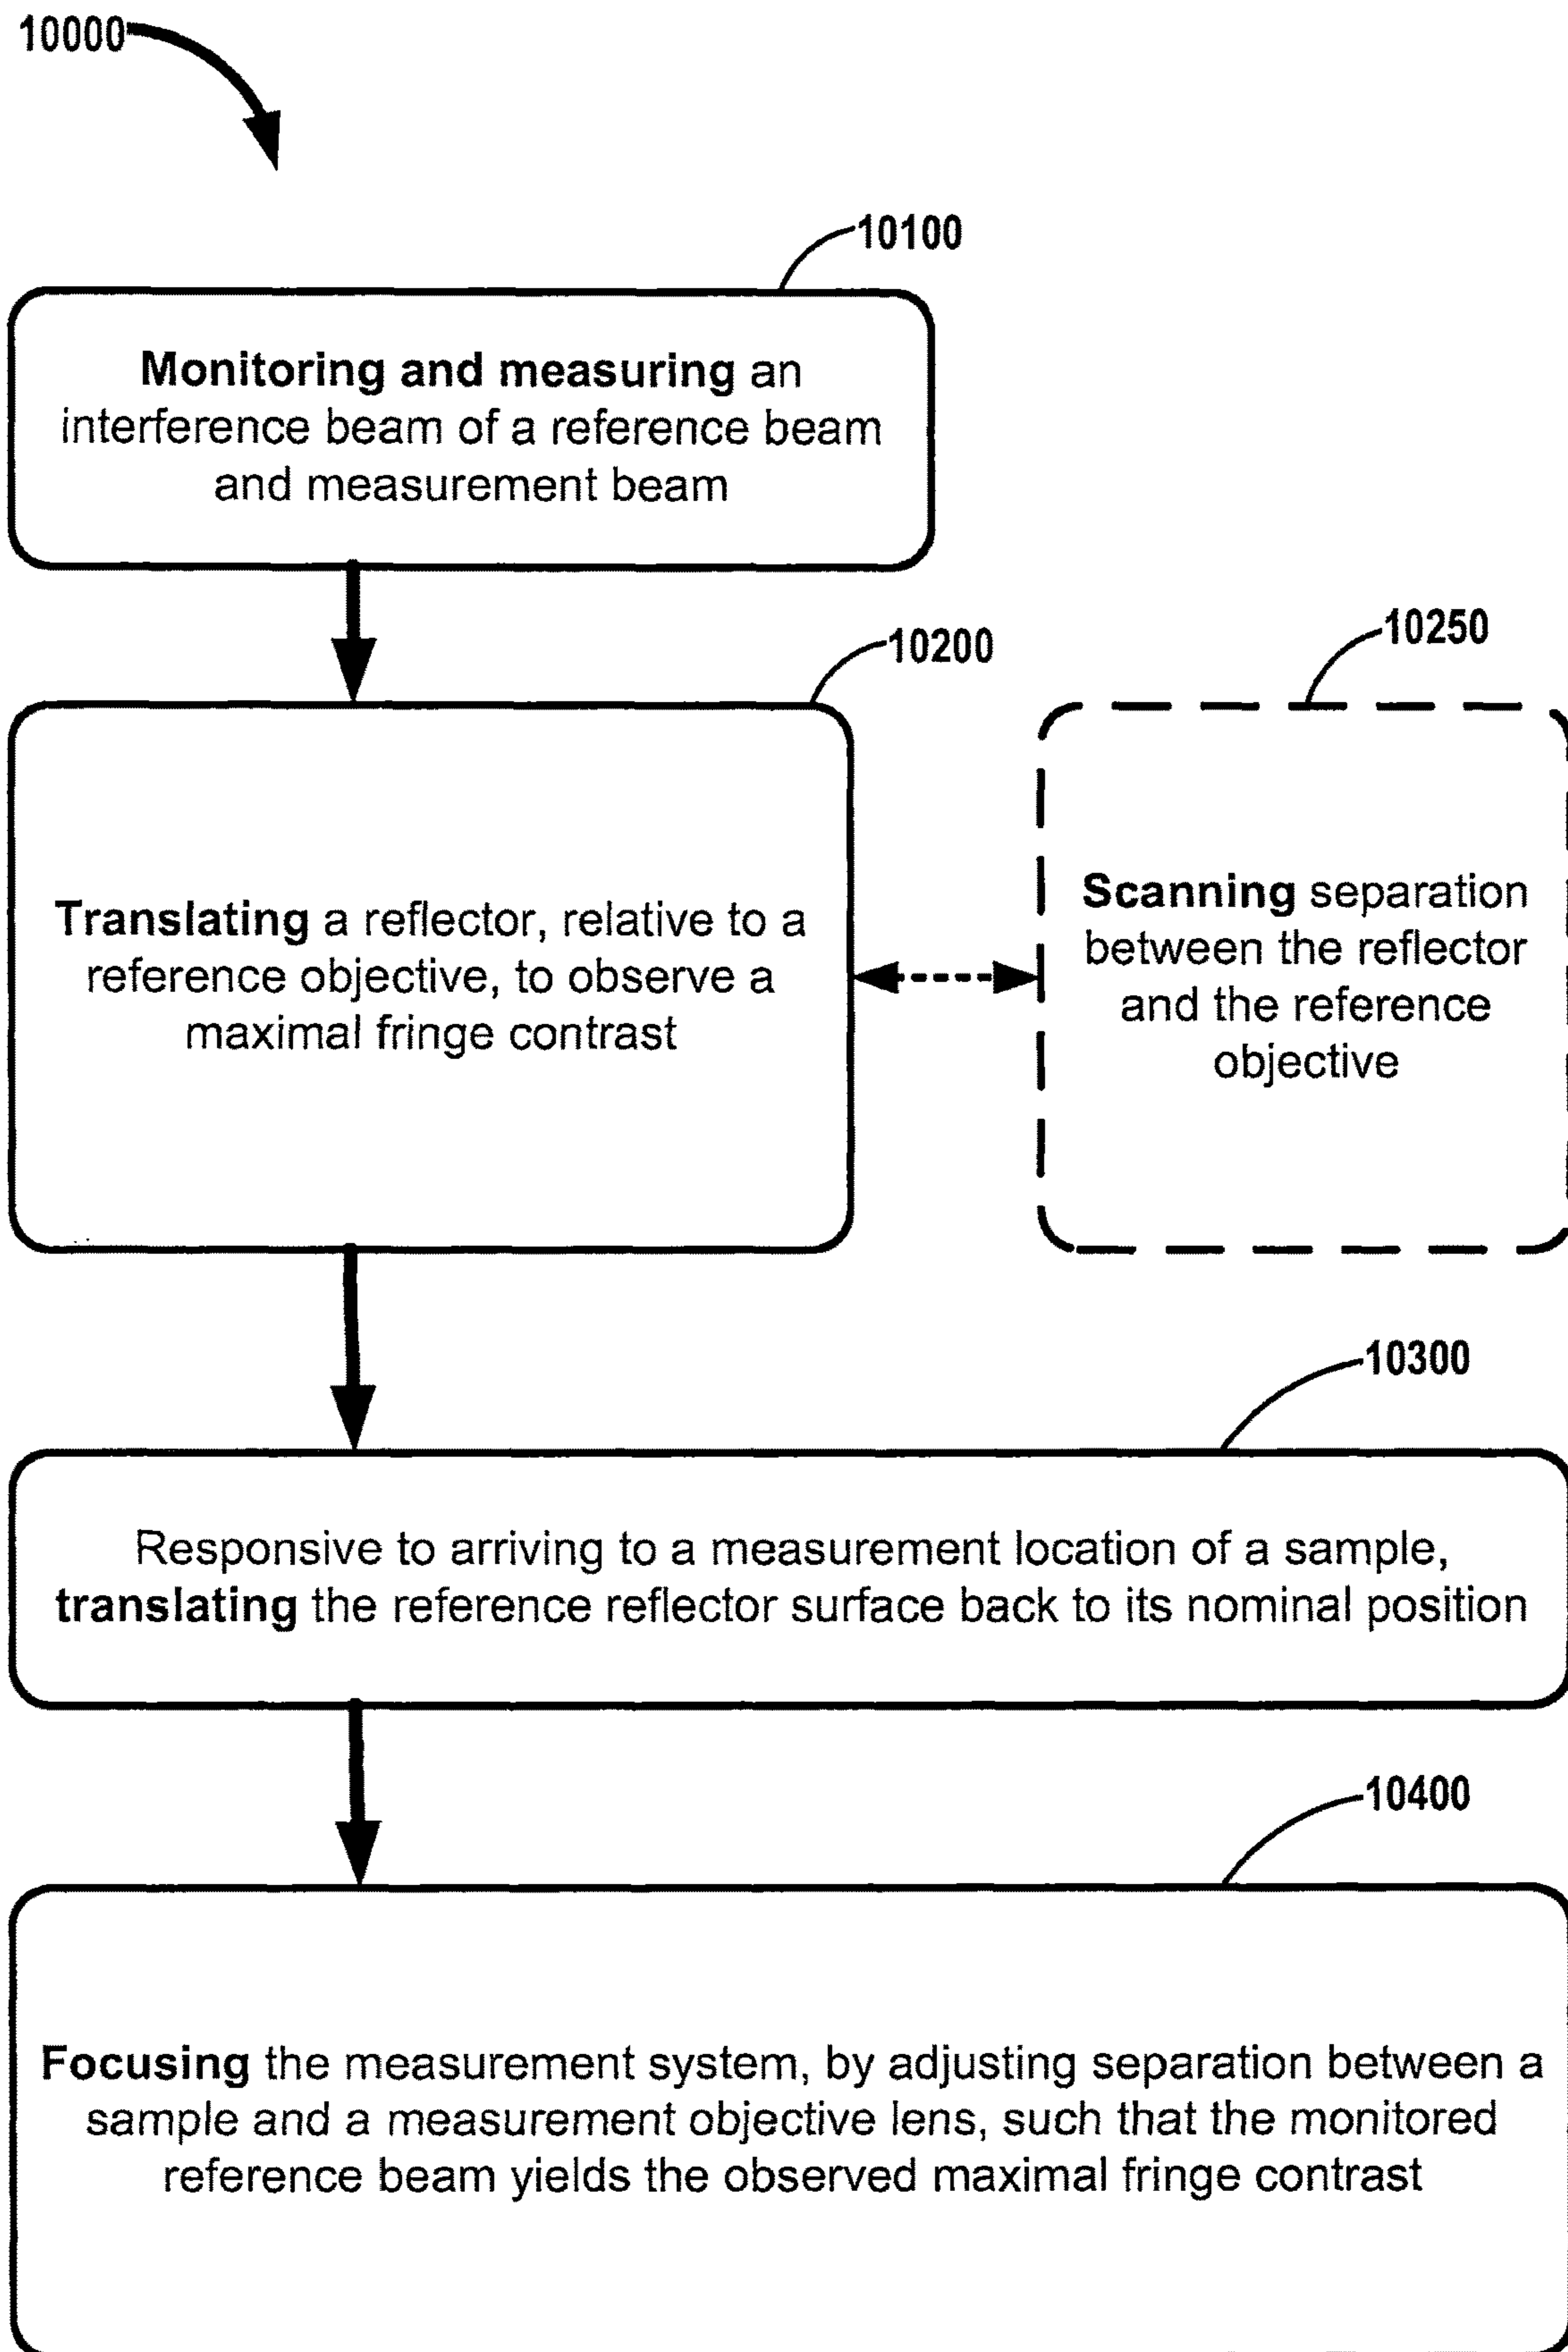 10000
10100
Monitoring and measuring an
interference beam of a reference beam
and measurement beam
10200
Translating a reflector, relative to a
reference objective, to observe a
maximal fringe contrast
10250
Scanning separation
between the reflector
and the reference
objective
10300
Responsive to arriving to a measurement location of a sample,
translating the reference reflector surface back to its nominal position
10400
Focusing the measurement system, by adjusting separation between a
sample and a measurement objective lens, such that the monitored
reference beam yields the observed maximal fringe contrast